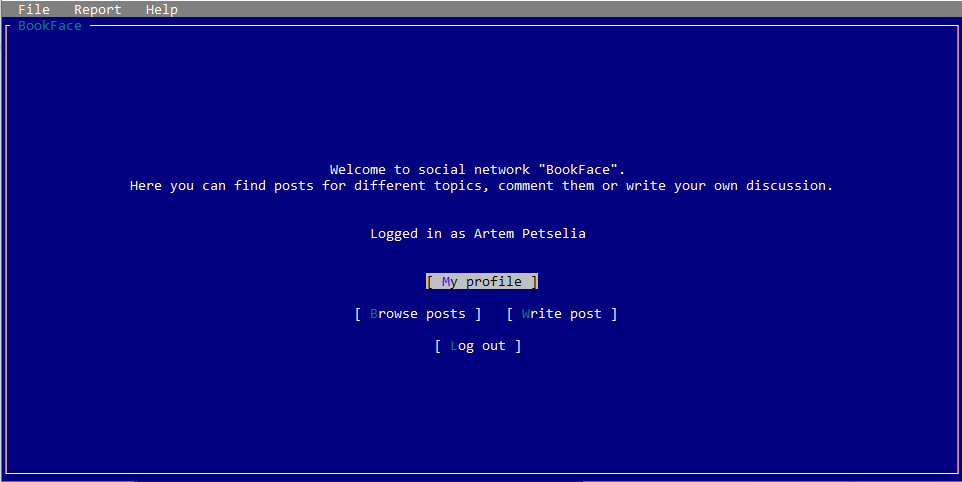 File Report Help
BookFace
Welcome to social network "BookFace".
Here you can find posts for different topics, comment them or write your own discussion.
Logged in as Artem Petselia
[ My profile ]
[ Browse posts ] [ Write post ]
[ Log out ]